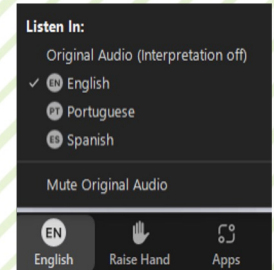 Listen In:
Original Audio (Interpretation off)
EN English
PT Portuguese
ES Spanish
Mute Original Audio
EN
English Raise Hand Apps